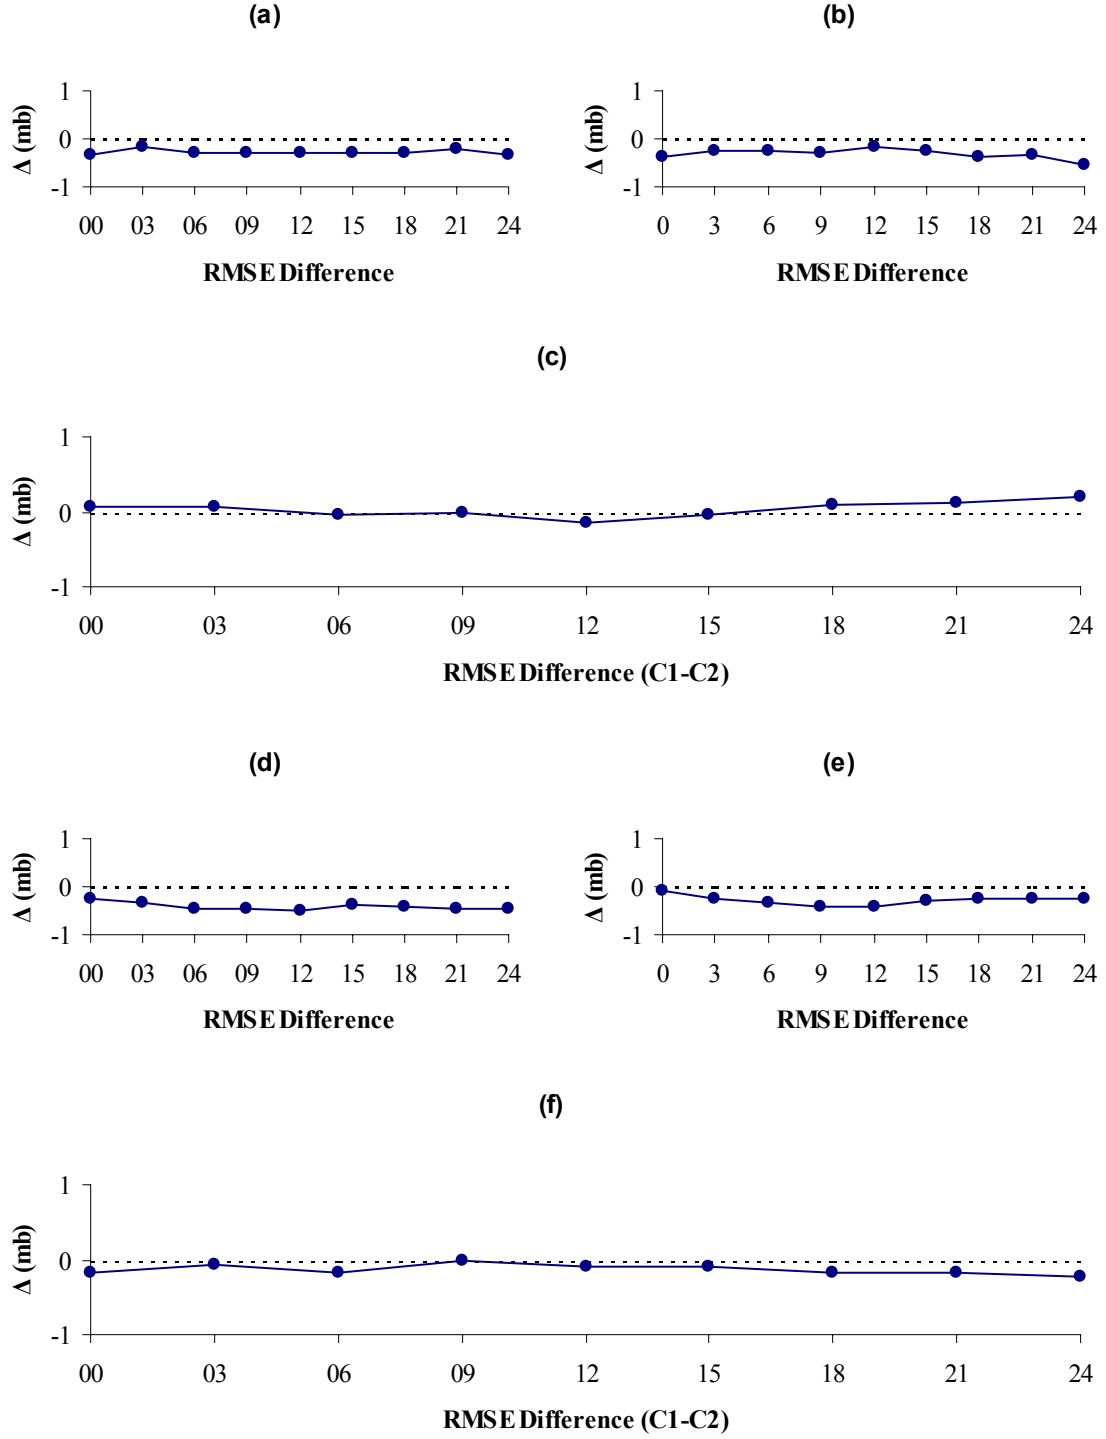 (a)
(b)
Δ (mb)
1
0
-1
00 03 06 09 12 15 18 21 24
RMSE Difference
Δ (mb)
1
0
-1
0 3 6 9 12 15 18 21 24
RMSE Difference
(c)
Δ (mb)
1
0
-1
00 03 06 09 12 15 18 21 24
RMSE Difference (C1-C2)
(d)
(e)
Δ (mb)
1
0
-1
00 03 06 09 12 15 18 21 24
RMSE Difference
Δ (mb)
1
0
-1
0 3 6 9 12 15 18 21 24
RMSE Difference
(f)
Δ (mb)
1
0
-1
00 03 06 09 12 15 18 21 24
RMSE Difference (C1-C2)